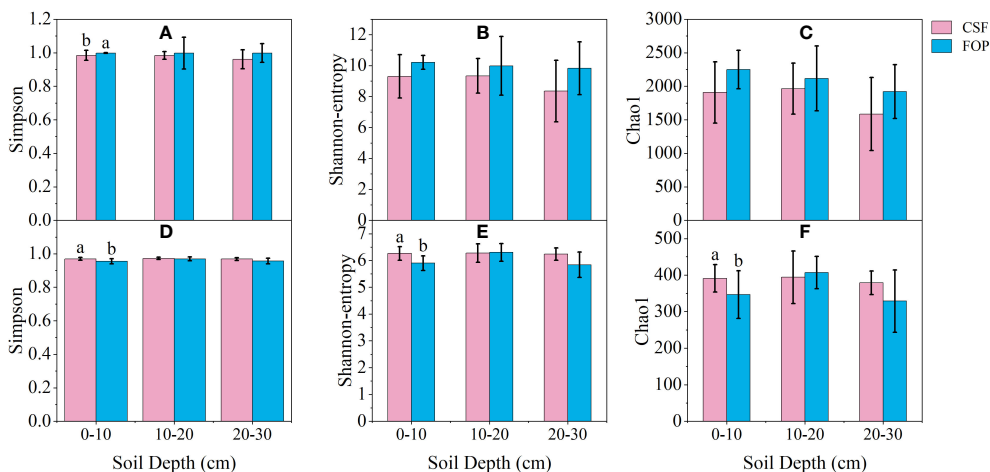 A
Simpson
1.2
1.0
0.8
0.6
0.4
0.2
0.0
b a
B
Shannon-entropy
12
10
8
6
4
2
0
C
Chao1
3000
2500
2250
2000
1500
1000
500
0
CSF
FOP
D
Simpson
1.0
0.8
0.6
0.4
0.2
0.0
a b
0-10 10-20 20-30
Soil Depth (cm)
E
Shannon-entropy
7
6
5
4
3
2
1
0
a b
0-10 10-20 20-30
Soil Depth (cm)
F
Chao1
500
400
300
200
100
0
a b
0-10 10-20 20-30
Soil Depth (cm)